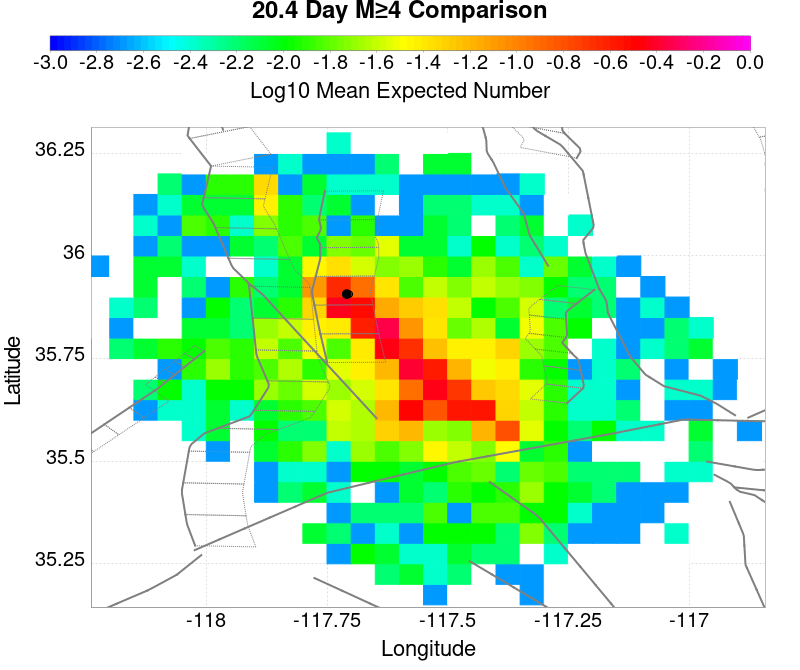 20.4 Day M≥4 Comparison
-3.0 -2.8 -2.6 -2.4 -2.2 -2.0 -1.8 -1.6 -1.4 -1.2 -1.0 -0.8 -0.6 -0.4 -0.2 0.0
Log10 Mean Expected Number
36.25
36
35.75
35.5
35.25
Latitude
-118 -117.75 -117.5 -117.25 -117
Longitude